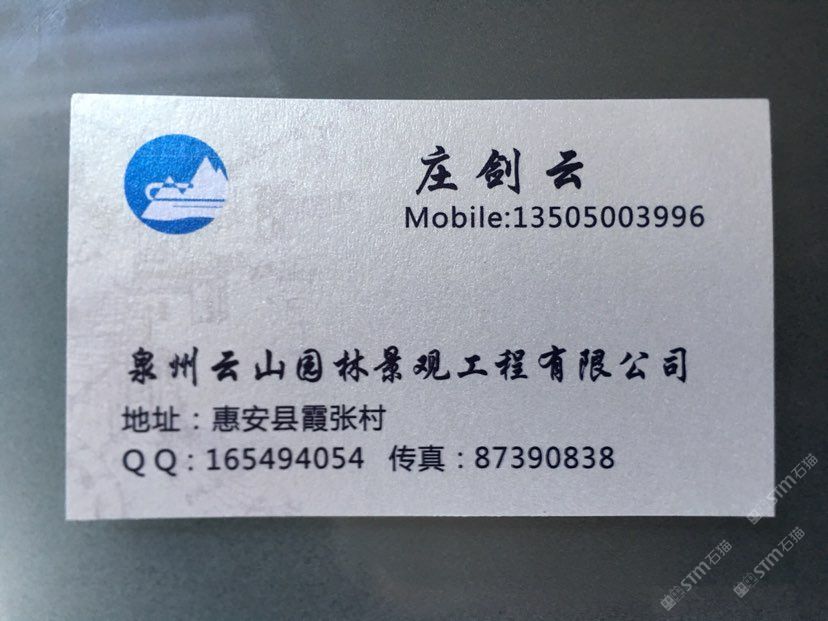 庄剑云
Mobile:13505003996
泉州云山园林景观工程有限公司
地址：惠安县霞张村
QQ：165494054 传真：87390838
STM石猫
STM石猫